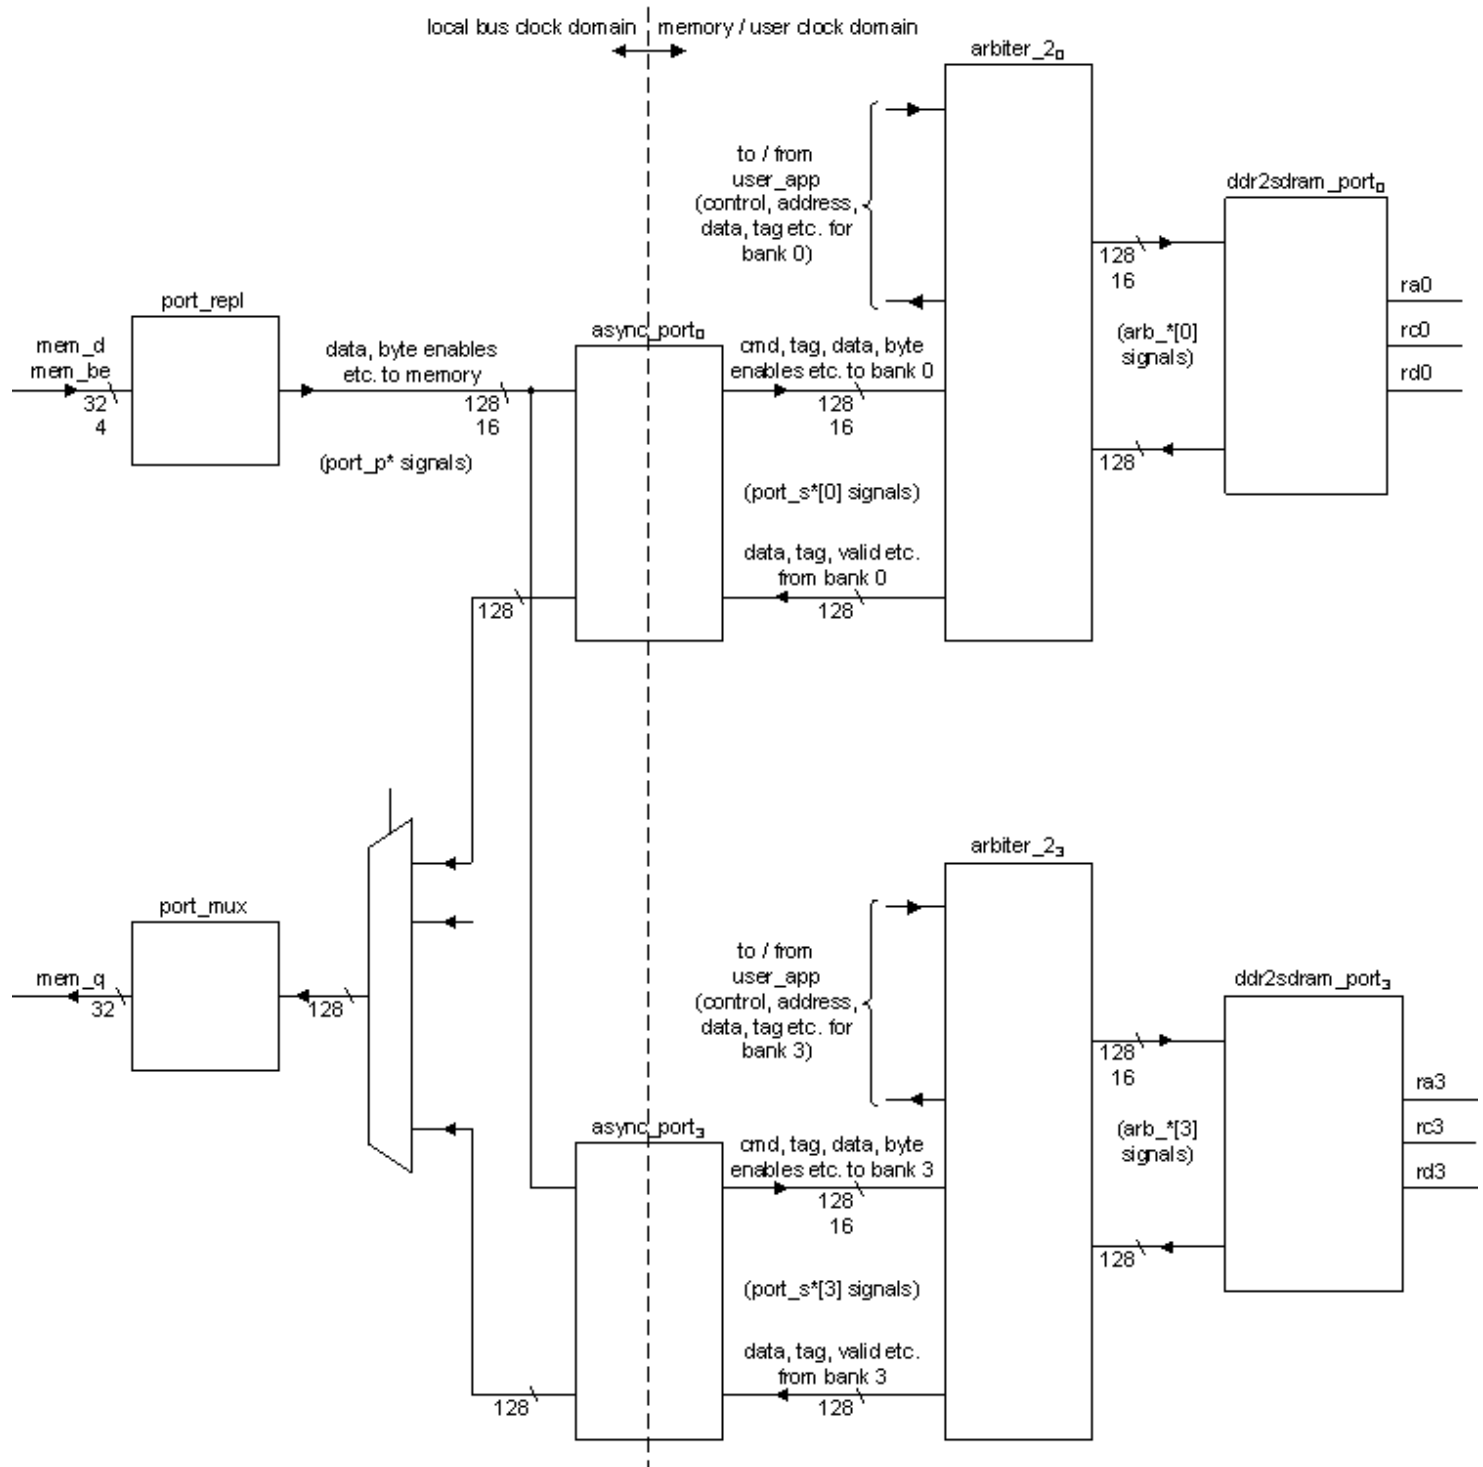 local bus clock domain
memory / user clock domain
arbiter_2₀
to / from
user_app
(control, address,
data, tag etc. for
bank 0)
ddr2sdram_port₀
128
16
(arb_*[0]
signals)
128
ra0
rc0
rd0
port_repl
mem_d
mem_be
32
4
data, byte enables
etc. to memory
128
16
(port_p* signals)
async_port₀
cmd, tag, data, byte
enables etc. to bank 0
128
16
(port_s*[0] signals)
data, tag, valid etc.
from bank 0
128
128
arbiter_2₃
to / from
user_app
(control, address,
data, tag etc. for
bank 3)
ddr2sdram_port₃
128
16
(arb_*[3]
signals)
128
ra3
rc3
rd3
port_mux
mem_q
32
128
async_port₃
cmd, tag, data, byte
enables etc. to bank 3
128
16
(port_s*[3] signals)
data, tag, valid etc.
from bank 3
128
128